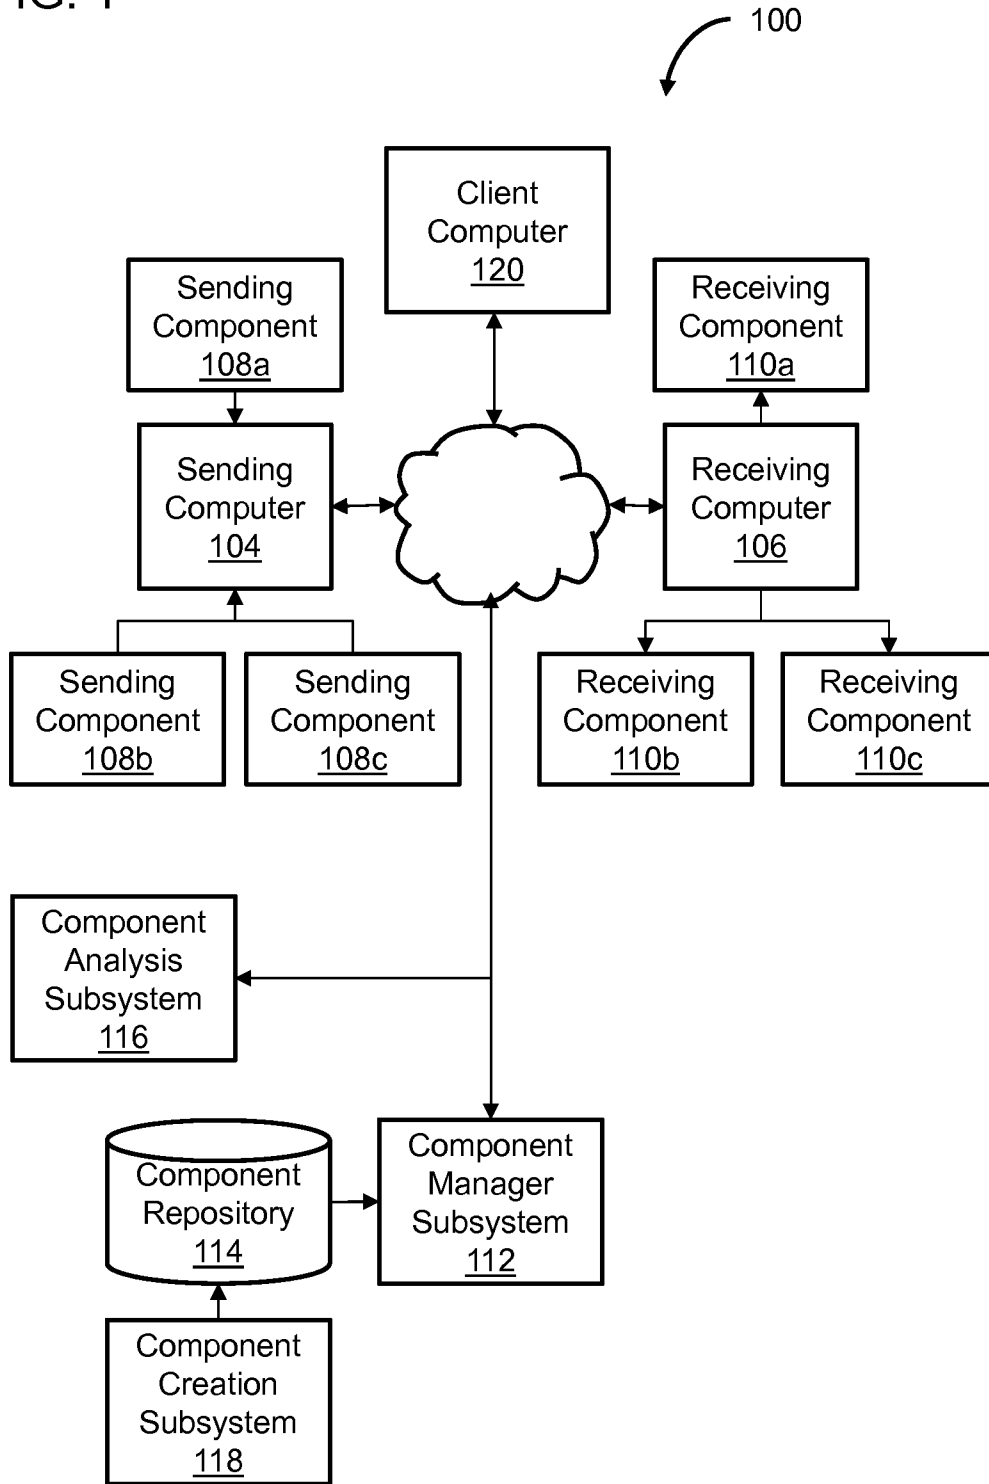 100
Client
Computer
120
Sending
Component
108a
Receiving
Component
110a
Sending
Computer
104
Receiving
Computer
106
Sending
Component
108b
Sending
Component
108c
Receiving
Component
110b
Receiving
Component
110c
Component
Analysis
Subsystem
116
Component
Repository
114
Component
Manager
Subsystem
112
Component
Creation
Subsystem
118